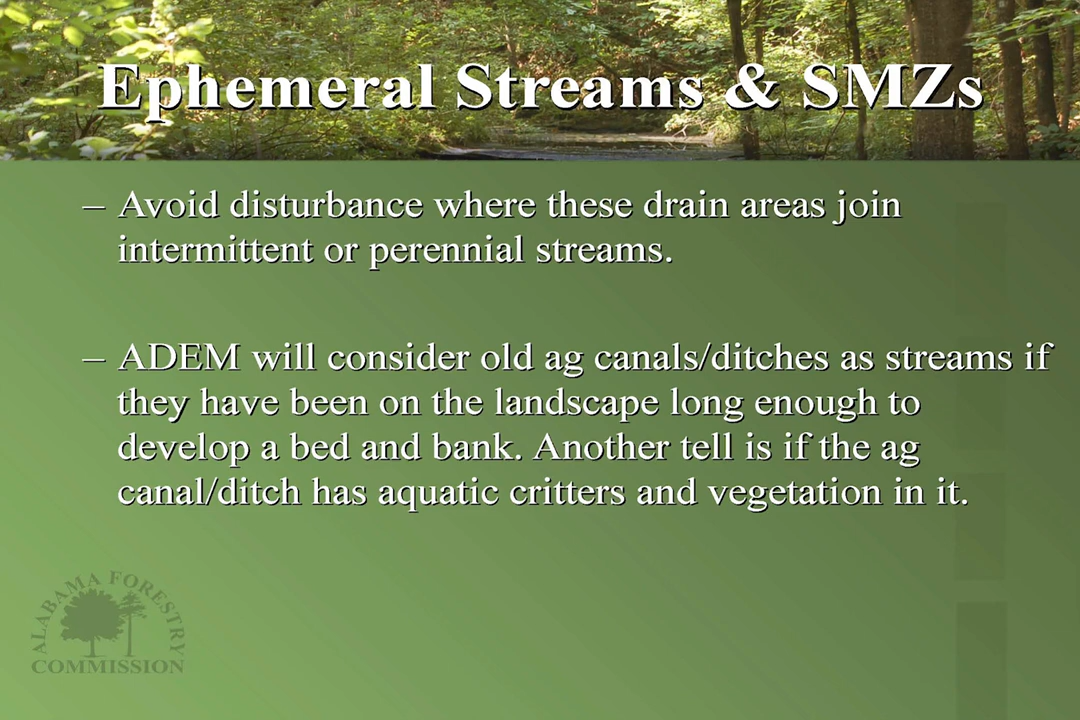 Ephemeral Streams & SMZs
– Avoid disturbance where these drain areas join
intermittent or perennial streams.
– ADEM will consider old ag canals/ditches as streams if
they have been on the landscape long enough to
develop a bed and bank. Another tell is if the ag
canal/ditch has aquatic critters and vegetation in it.
ALABAMA FORESTRY
COMMISSION